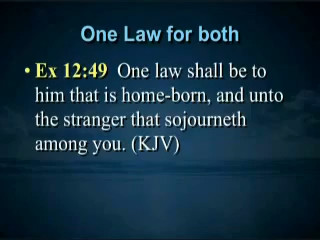 One Law for both
• Ex 12:49 One law shall be to
him that is home-born, and unto
the stranger that sojourneth
among you. (KJV)